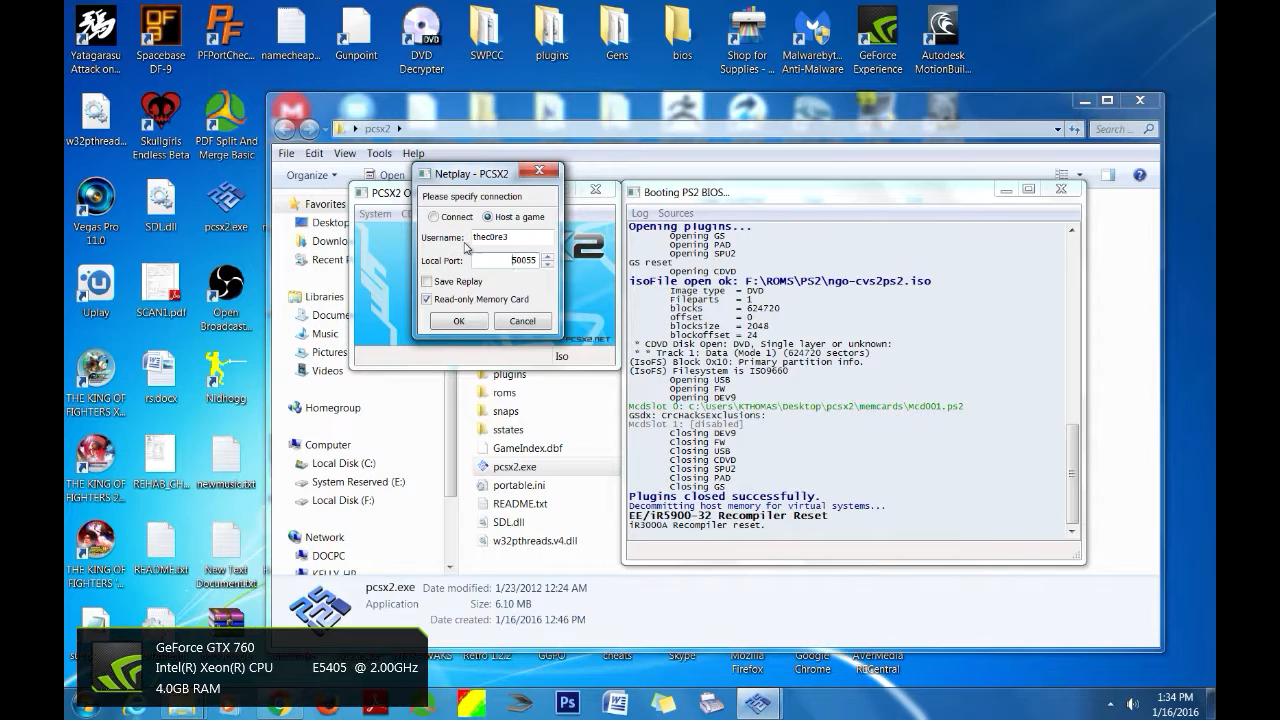 Yatagarasu
Attack on...
Spacebase
DF-9
PFPortChec...
namecheap...
Gunpoint
DVD
Decrypter
SWPCC
plugins
Gens
bios
Shop for
Supplies - ...
Malwareby...
Anti-Malware
GeForce
Experience
Autodesk
MotionBuil...
w32pthread...
Skullgirls
Endless Beta
PDF Split And
Merge Basic
pcsx2
Search ...
File Edit View Tools Help
Organize
Open
Vegas Pro
11.0
SDL.dll
pcsx2.exe
Favorites
Libraries
Music
Pictures
Videos
PCSX2
System
Iso
Netplay - PCSX2
Please specify connection
Connect Host a game
Username: thec0re3
Local Port: 50055
Save Replay
Read-only Memory Card
OK Cancel
Booting PS2 BIOS...
Log Sources
Opening plugins...
Opening GS
Opening PAD
Opening SPU2
GS reset
Opening CDVD
isoFile open ok: F:\ROMS\PS2\ngo-cvs2ps2.iso
Image type = DVD
Fileparts = 1
blocks = 624720
offset = 0
blocksize = 2048
blockoffset = 24
* CDVD Disk Open: DVD, Single layer or unknown:
* * Track 1: Data (Mode 1) (624720 sectors)
(IsoFS) Block 0x10: Primary partition info.
(IsoFS) Filesystem is ISO9660
Opening USB
Opening FW
Opening DEV9
McdSlot 0: C:\Users\KTHOMAS\Desktop\pcsx2\memcards\Mcd001.ps2
GSdx: CrcHacksExclusions:
McdSlot 1: [disabled]
Closing DEV9
Closing FW
Closing USB
Closing CDVD
Closing SPU2
Closing PAD
Closing GS
Plugins closed successfully.
Decommitting host memory for virtual systems...
EE/iR5900-32 Recompiler Reset
iR3000A Recompiler reset.
Uplay
SCAN1.pdf
Open
Broadcast...
THE KING OF
FIGHTERS X...
rs.docx
Nidhogg
THE KING OF
FIGHTERS 2...
REHAB_CH...
newmusic.txt
THE KING OF
FIGHTERS '...
README.txt
New Text
Document.txt
Homegroup
Computer
Local Disk (C:)
System Reserved (E:)
Local Disk (F:)
Network
DOCPC
plugins
roms
snaps
sstates
GameIndex.dbf
pcsx2.exe
portable.ini
README.txt
SDL.dll
w32pthreads.v4.dll
pcsx2.exe Date modified: 1/23/2012 12:24 AM
Application Size: 6.10 MB
Date created: 1/16/2016 12:46 PM
GeForce GTX 760
Intel(R) Xeon(R) CPU E5405 @ 2.00GHz
4.0GB RAM
Retro 1.2.2
GGPO
cheats
Skype
Mozilla
Firefox
Google
Chrome
AverMedia
RECentral
1:34 PM
1/16/2016